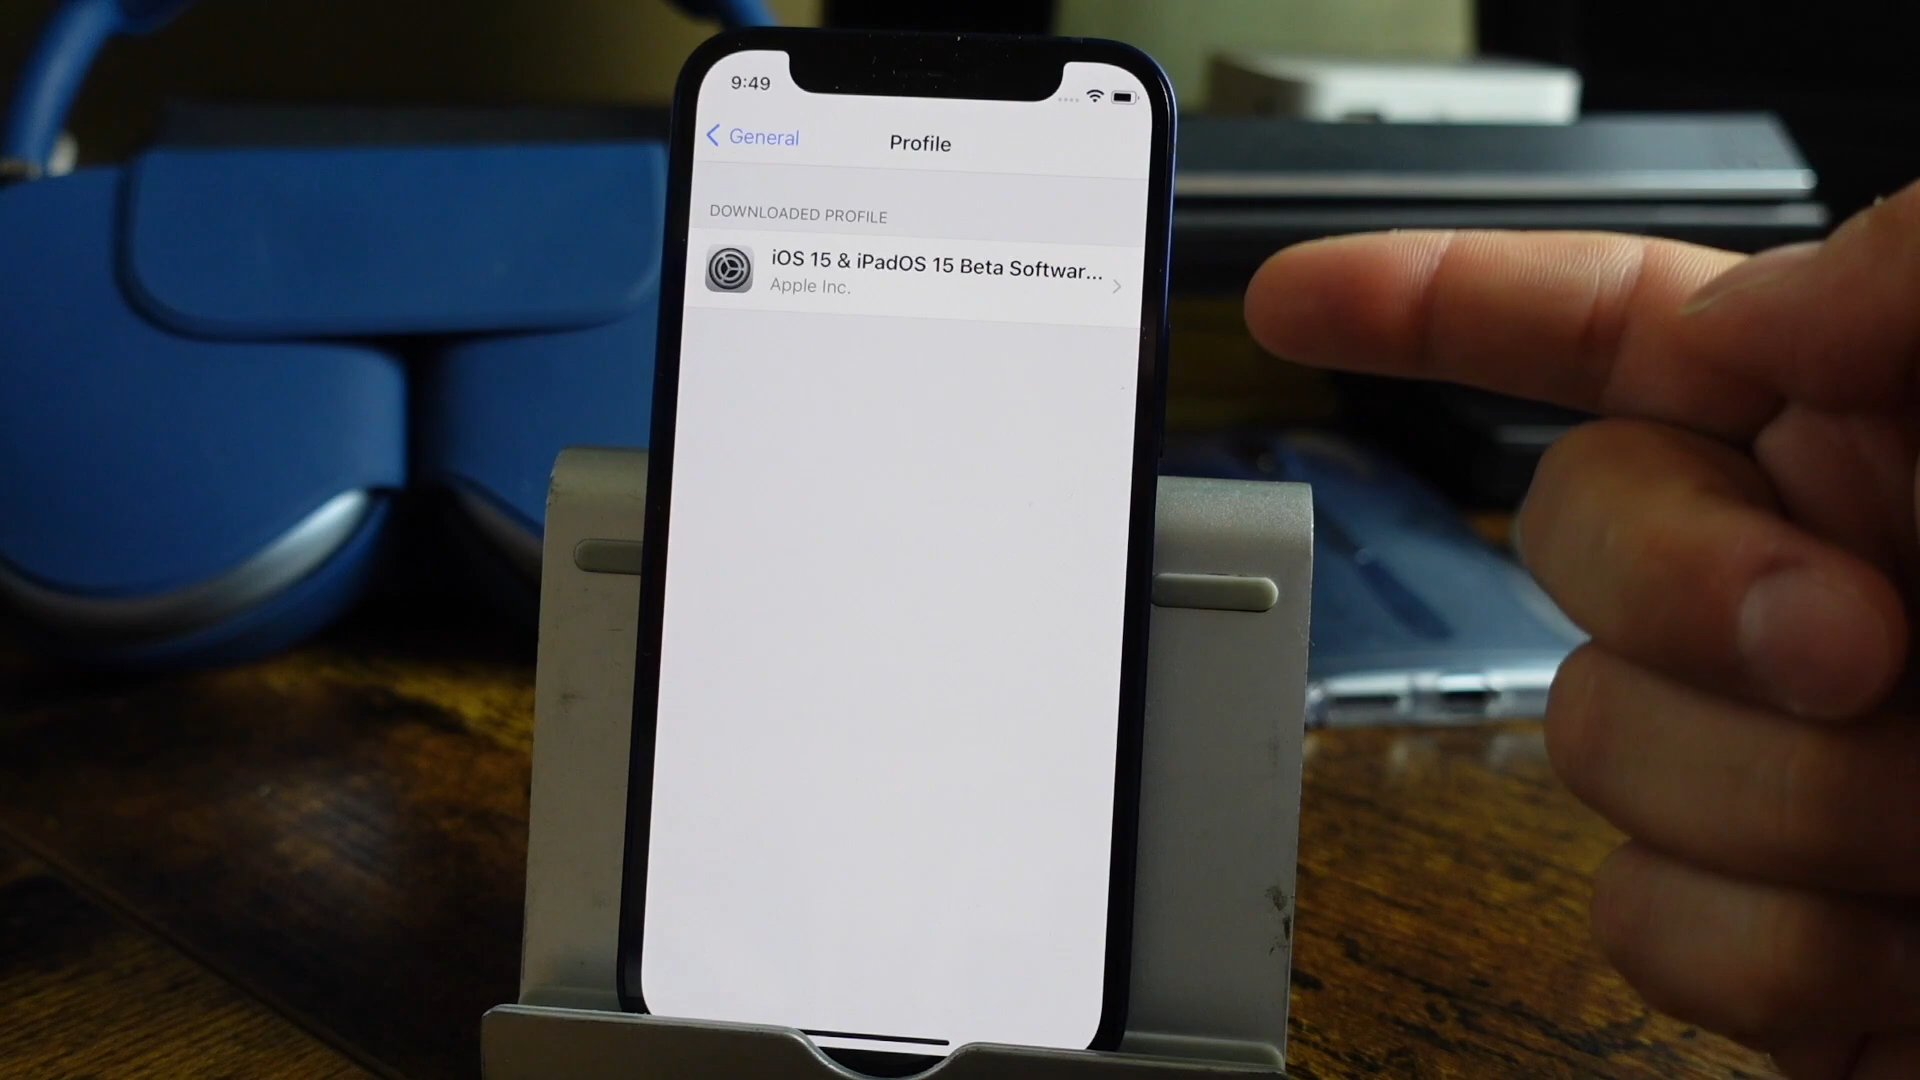 9:49
General
Profile
DOWNLOADED PROFILE
iOS 15 & iPadOS 15 Beta Softwar...
Apple Inc.